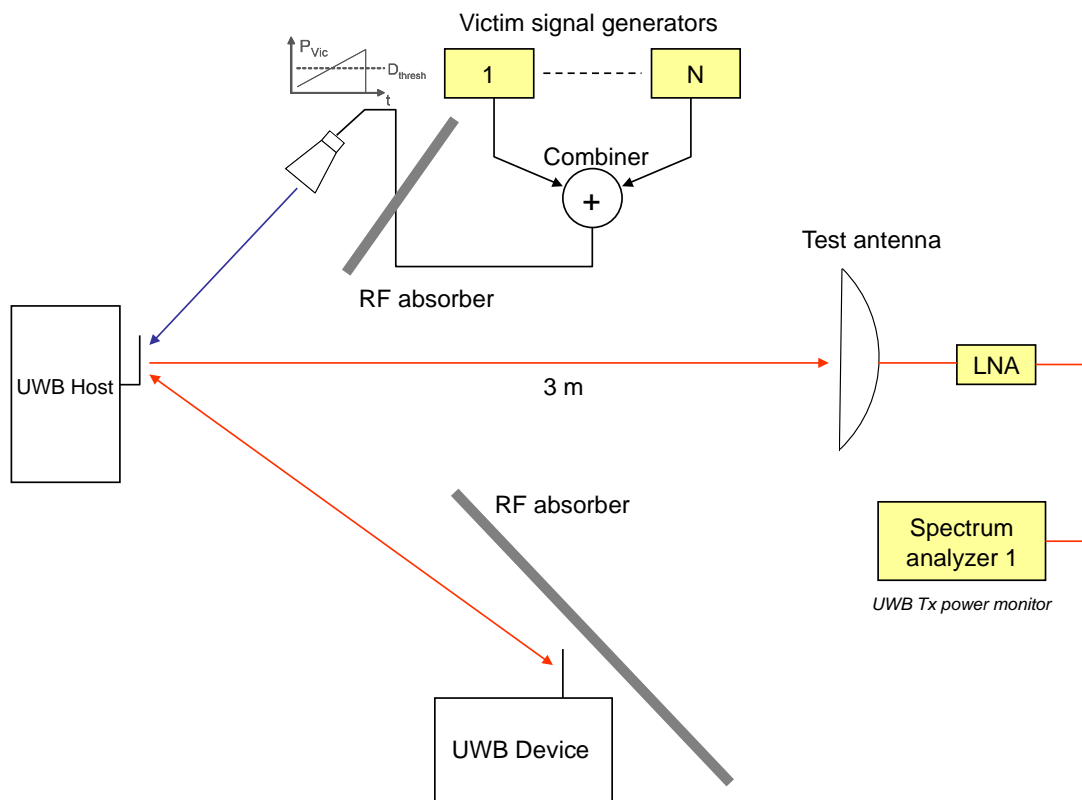 Victim signal generators
P Vic
D thresh
t
1
N
Combiner
+
RF absorber
Test antenna
UWB Host
LNA
3 m
RF absorber
Spectrum
analyzer 1
UWB Tx power monitor
UWB Device